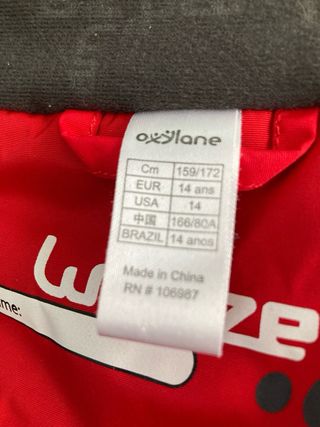 oxylane
Cm 159/172
EUR 14 ans
USA 14
中国 166/80A
BRAZIL 14 anos
Made in China
RN # 106987
ze
me: